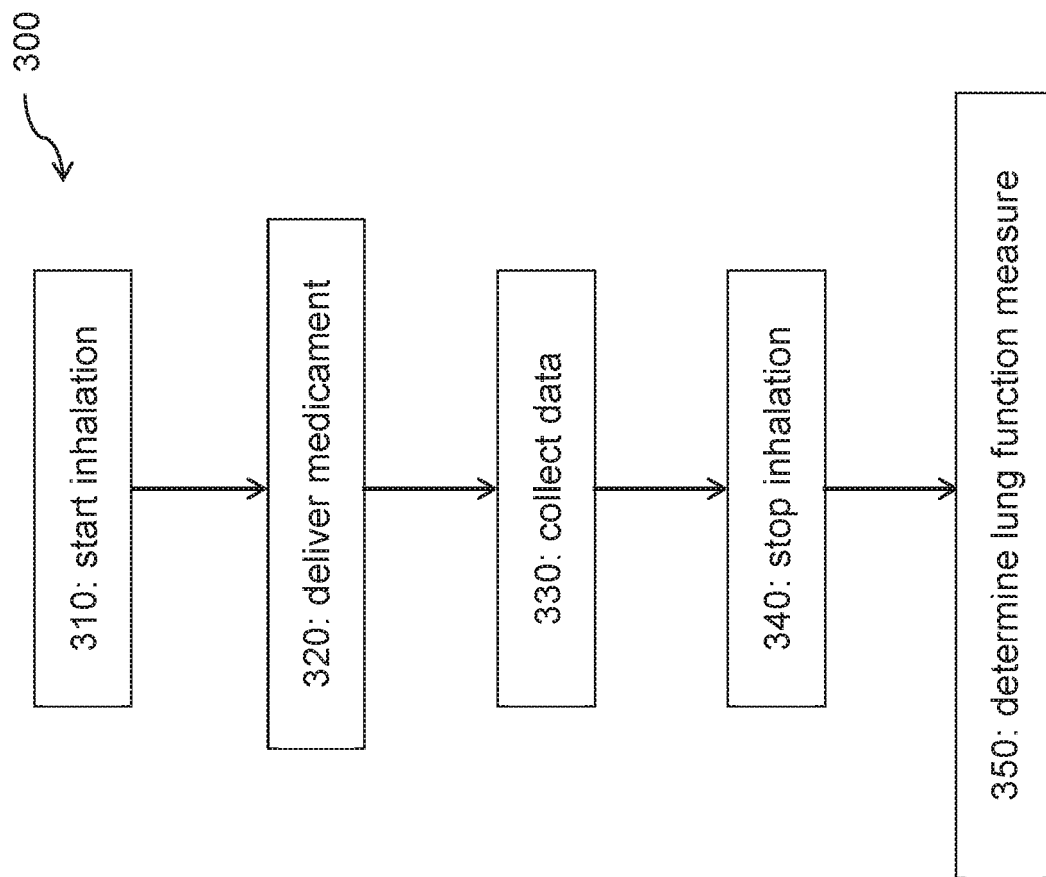 300
310: start inhalation
320: deliver medicament
330: collect data
340: stop inhalation
350: determine lung function measure